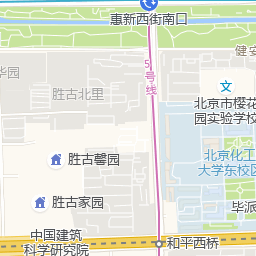 惠新西街南口
健安
5号线
华园
胜古北里
北京市樱花
园实验学校
胜古馨园
北京化工
大学东校区
胜古家园
毕派
中国建筑
科学研究院
和平西桥